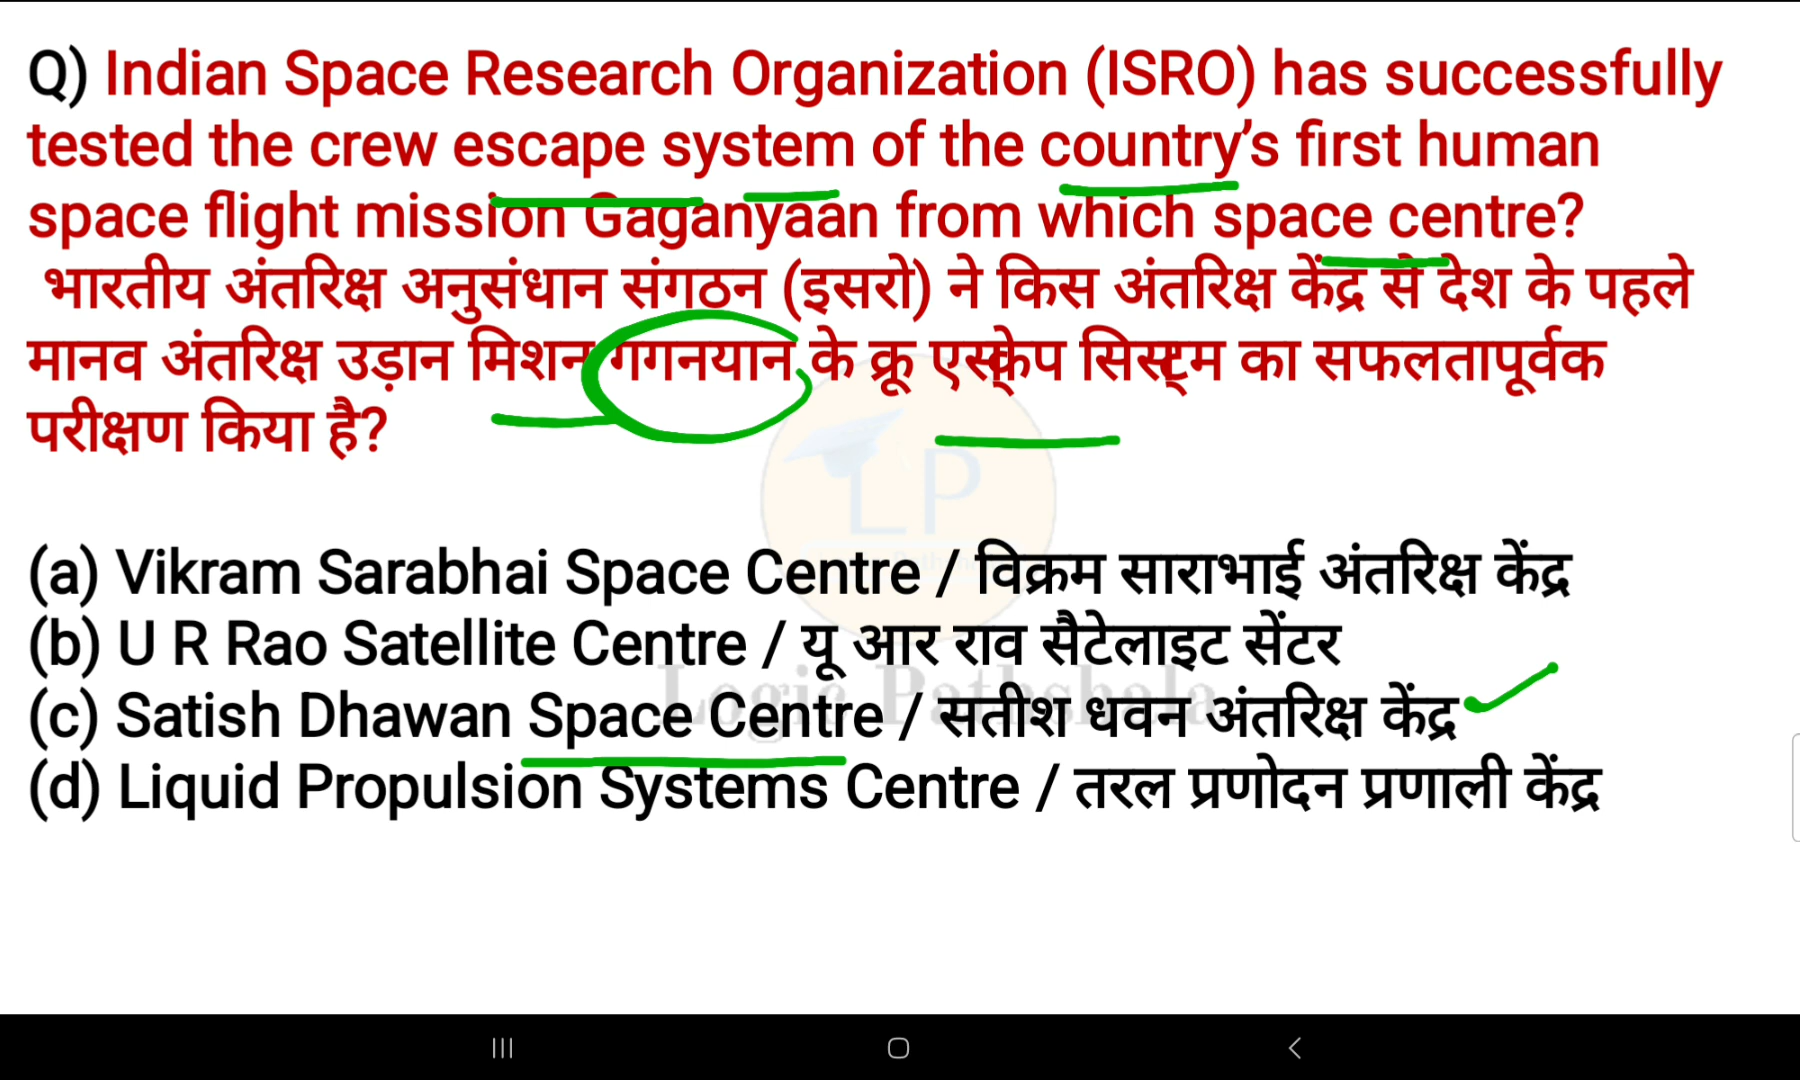 Q) Indian Space Research Organization (ISRO) has successfully
tested the crew escape system of the country’s first human
space flight mission Gaganyaan from which space centre?
भारतीय अंतरिक्ष अनुसंधान संगठन (इसरो) ने किस अंतरिक्ष केंद्र से देश के पहले
मानव अंतरिक्ष उड़ान मिशन गगनयान के क्रू एस्केप सिस्टम का सफलतापूर्वक
परीक्षण किया है?
LP
(a) Vikram Sarabhai Space Centre / विक्रम साराभाई अंतरिक्ष केंद्र
(b) U R Rao Satellite Centre / यू आर राव सैटेलाइट सेंटर
Logic Pathshala
(c) Satish Dhawan Space Centre / सतीश धवन अंतरिक्ष केंद्र
(d) Liquid Propulsion Systems Centre / तरल प्रणोदन प्रणाली केंद्र